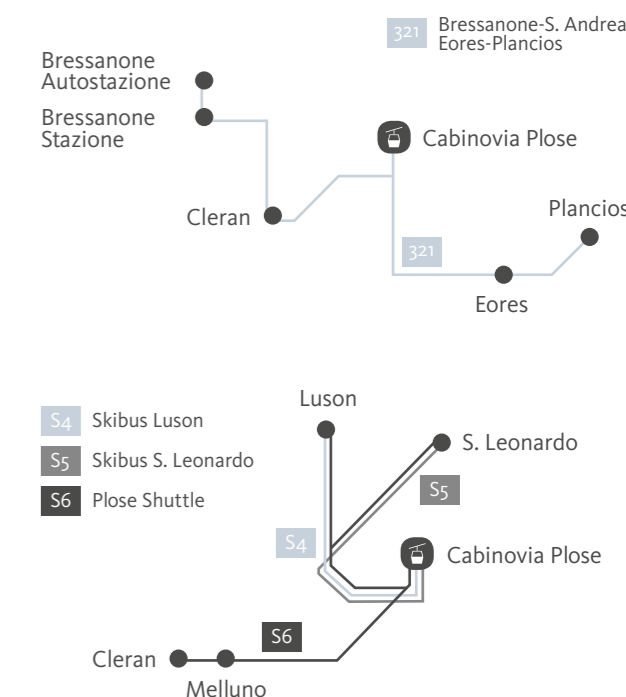 321
Bressanone-S. Andrea
Eores-Plancios
Bressanone
Autostazione
Bressanone
Stazione
Cabinovia Plose
Cleran
Plancios
321
Eores
Luson
S4 Skibus Luson
S. Leonardo
S5 Skibus S. Leonardo
S5
S6 Plose Shuttle
S4
Cabinovia Plose
S6
Cleran
Melluno